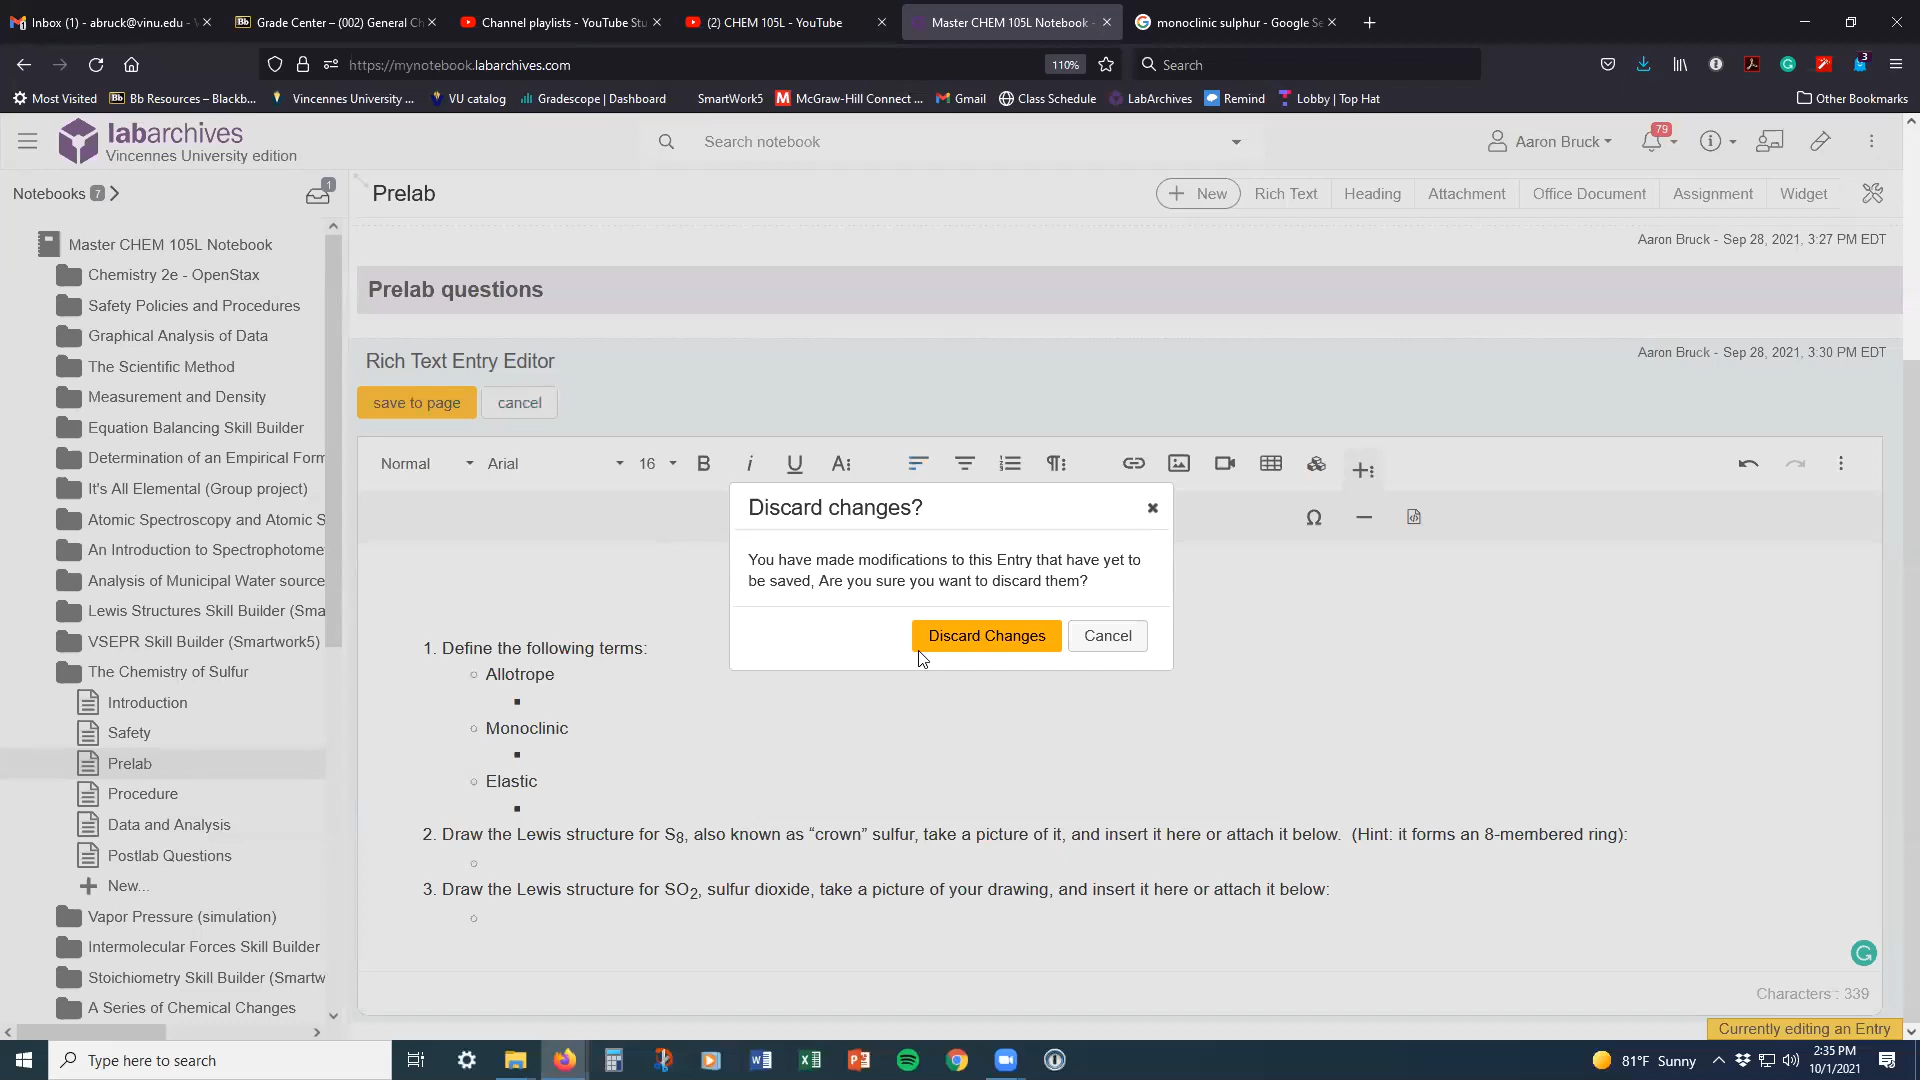 Inbox (1) - abruck@vinu.edu - V
Grade Center – (002) General Ch
Channel playlists - YouTube Stu
(2) CHEM 105L - YouTube
Master CHEM 105L Notebook -
monoclinic sulphur - Google Se
https://mynotebook.labarchives.com
110%
Search
3
Most Visited
Bb Resources – Blackb...
Vincennes University ...
VU catalog
Gradescope | Dashboard
SmartWork5
McGraw-Hill Connect ...
Gmail
Class Schedule
LabArchives
Remind
Lobby | Top Hat
Other Bookmarks
labarchives
Vincennes University edition
Search notebook
Aaron Bruck
79
Notebooks 7
1
Prelab
New
Rich Text
Heading
Attachment
Office Document
Assignment
Widget
Master CHEM 105L Notebook
Chemistry 2e - OpenStax
Safety Policies and Procedures
Graphical Analysis of Data
The Scientific Method
Measurement and Density
Equation Balancing Skill Builder
Determination of an Empirical Form
It's All Elemental (Group project)
Atomic Spectroscopy and Atomic S
An Introduction to Spectrophotome
Analysis of Municipal Water source
Lewis Structures Skill Builder (Sma
VSEPR Skill Builder (Smartwork5)
The Chemistry of Sulfur
Introduction
Safety
Prelab
Procedure
Data and Analysis
Postlab Questions
New...
Vapor Pressure (simulation)
Intermolecular Forces Skill Builder
Stoichiometry Skill Builder (Smartw
A Series of Chemical Changes
Aaron Bruck - Sep 28, 2021, 3:27 PM EDT
Prelab questions
Rich Text Entry Editor
Aaron Bruck - Sep 28, 2021, 3:30 PM EDT
save to page
cancel
Normal
Arial
16
Discard changes?
You have made modifications to this Entry that have yet to
be saved, Are you sure you want to discard them?
Discard Changes
Cancel
1. Define the following terms:
Allotrope
Monoclinic
Elastic
2. Draw the Lewis structure for S8, also known as “crown” sulfur, take a picture of it, and insert it here or attach it below. (Hint: it forms an 8-membered ring):
3. Draw the Lewis structure for SO2, sulfur dioxide, take a picture of your drawing, and insert it here or attach it below:
Characters : 339
Currently editing an Entry
Type here to search
81°F Sunny
2:35 PM
10/1/2021